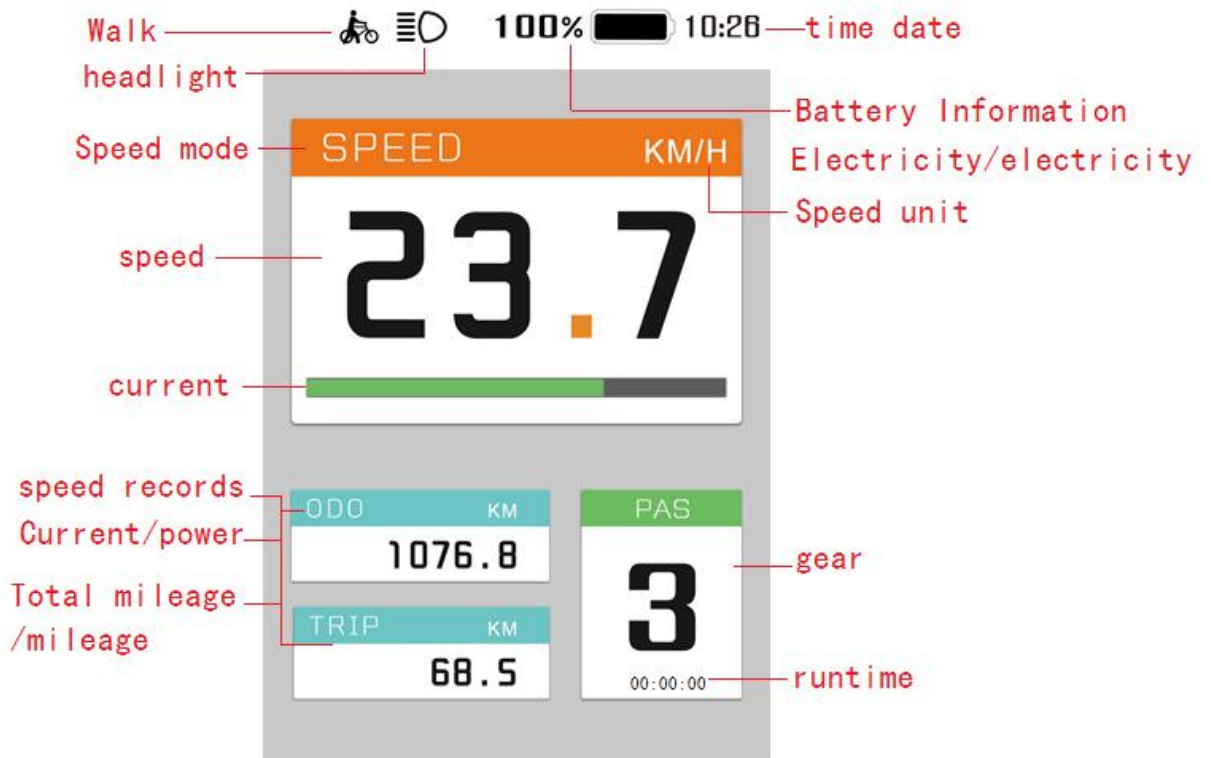 Walk
100%
10:26
time date
headlight
Battery Information
Electricity/electricity
Speed mode
SPEED
KM/H
Speed unit
speed
23.7
current
speed records
Current/power
Total mileage
/mileage
ODO KM
1076.8
TRIP KM
68.5
PAS
3
00:00:00
gear
runtime